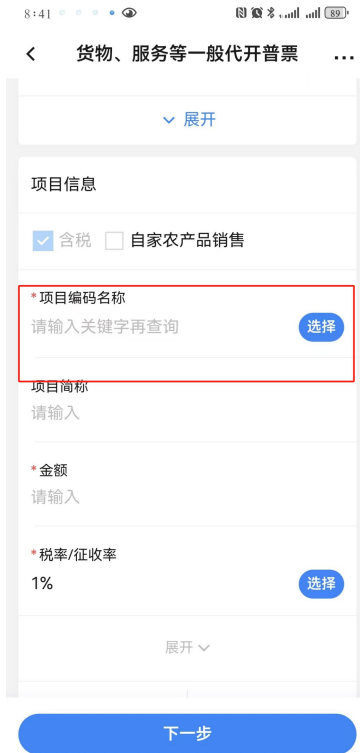 8:41
89
货物、服务等一般代开普票
展开
项目信息
含税 自家农产品销售
*项目编码名称
请输入关键字再查询 选择
项目简称
请输入
*金额
请输入
*税率/征收率
1% 选择
展开
下一步